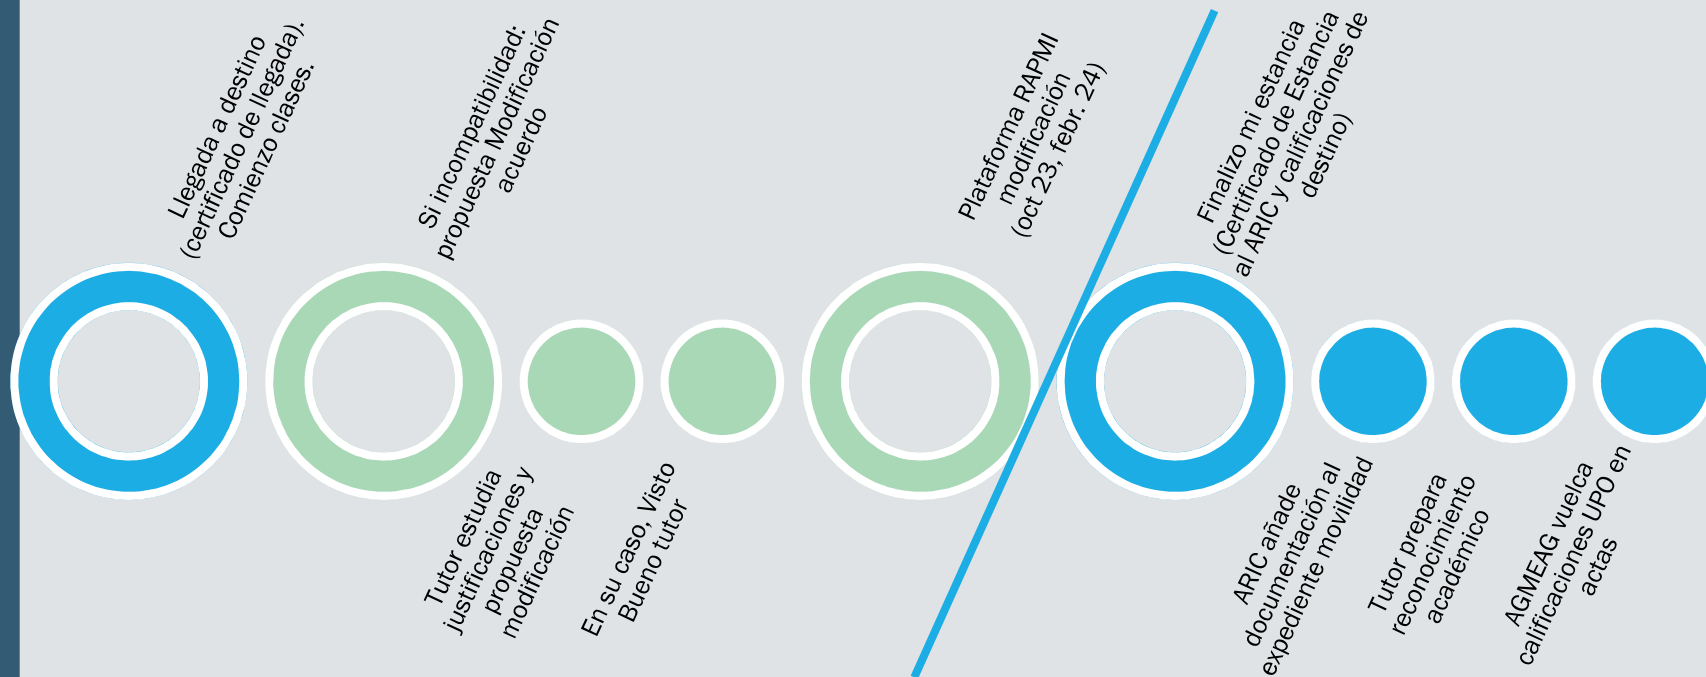 Llegada a destino
(certificado de llegada).
Comienzo clases.
Si incompatibilidad:
propuesta Modificación
acuerdo
Tutor estudia
justificaciones y
propuesta
modificación
En su caso, Visto
Bueno tutor
Plataforma RAPMI
modificación
(oct 23, febr. 24)
Finalizo mi estancia
(Certificado de Estancia
al ARIC y calificaciones de
destino)
ARIC añade
documentación al
expediente movilidad
Tutor prepara
reconocimiento
académico
AGMEAG vuelca
calificaciones UPO en
actas